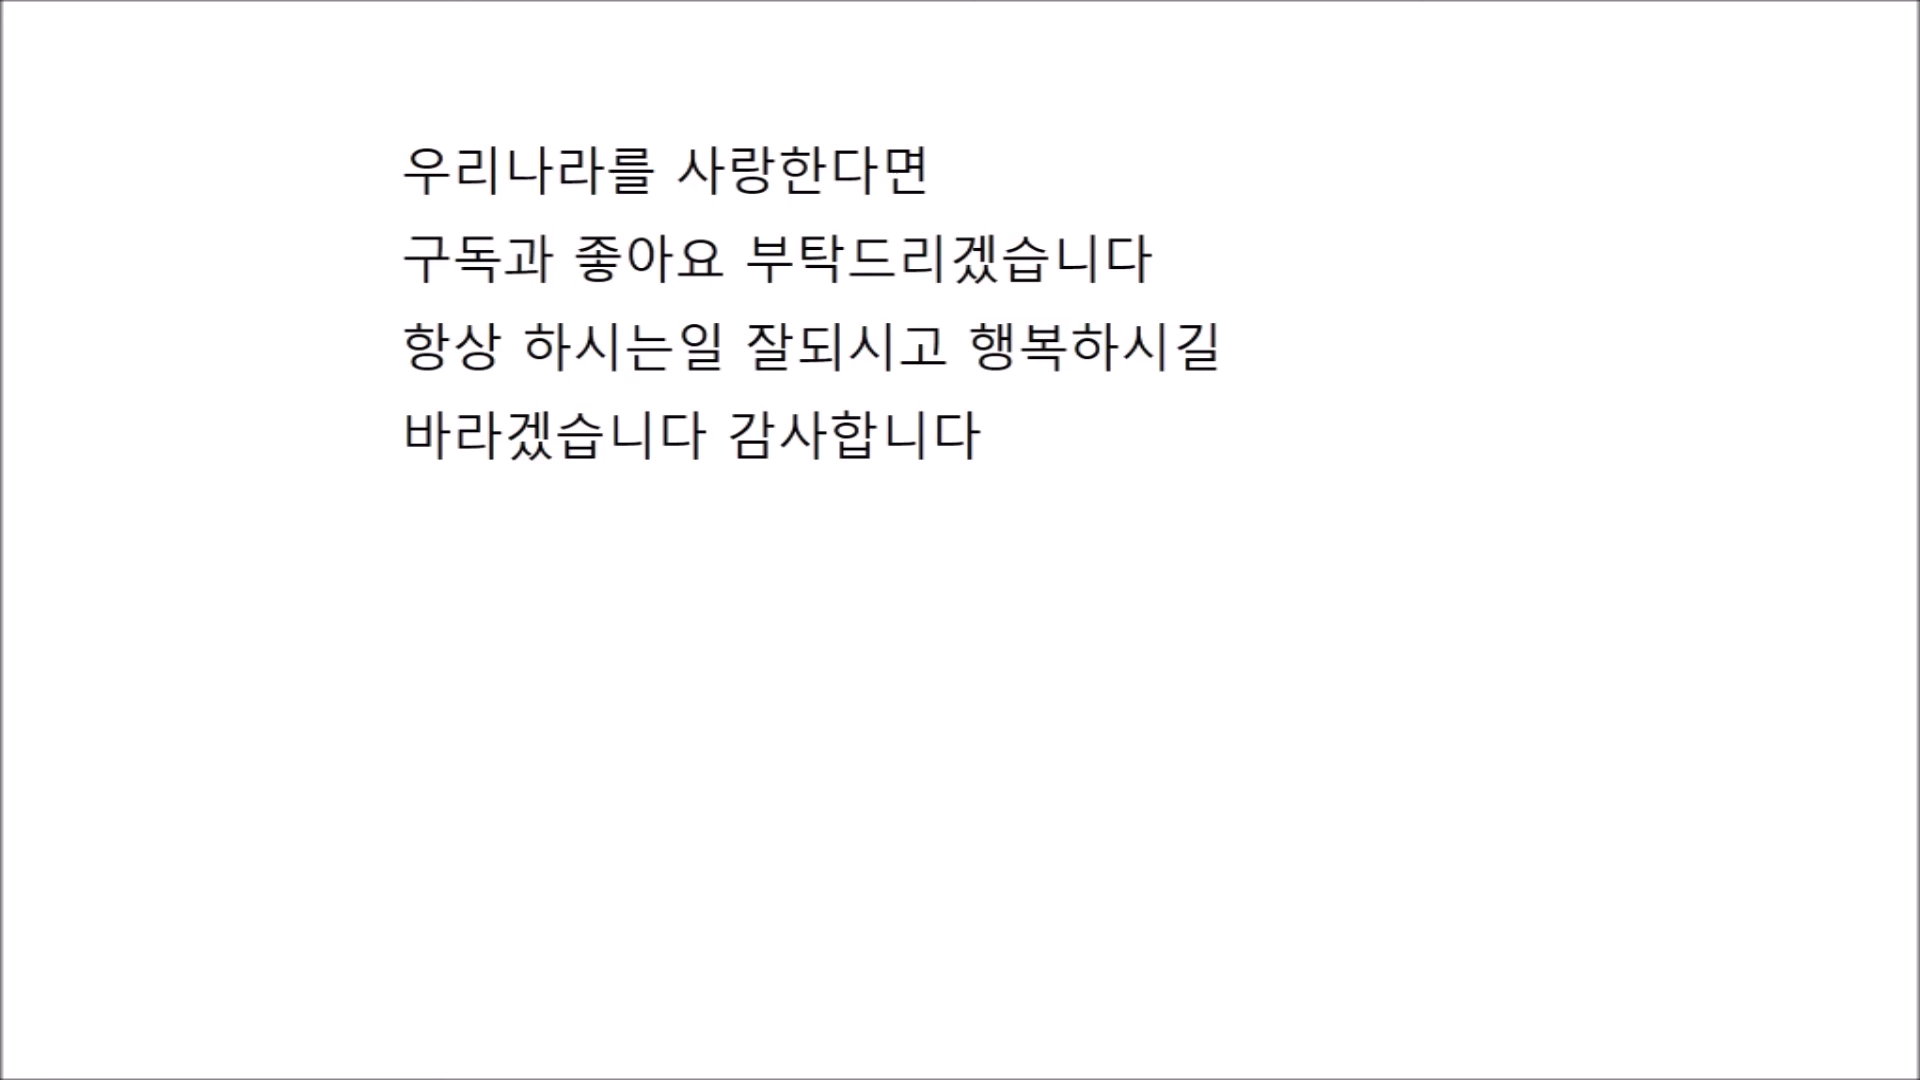 우리나라를 사랑한다면
구독과 좋아요 부탁드리겠습니다
항상 하시는일 잘되시고 행복하시길
바라겠습니다 감사합니다